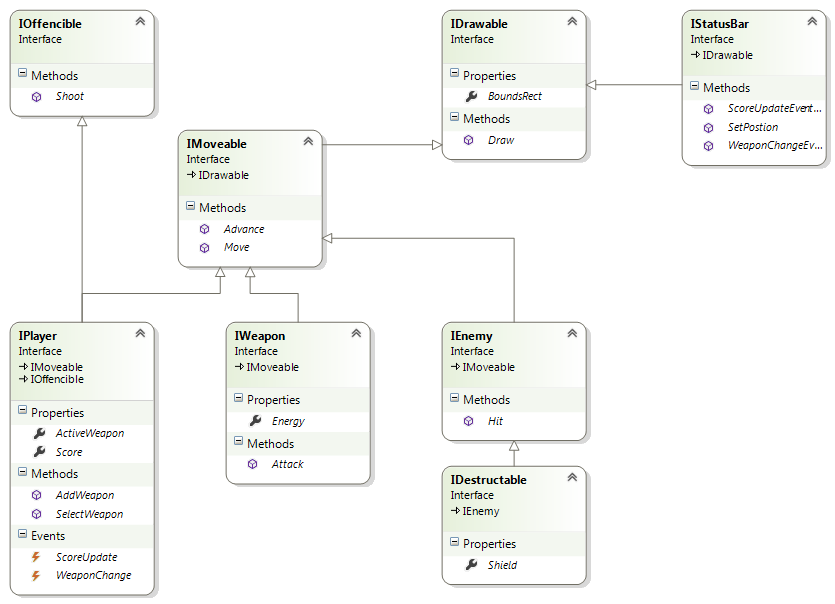 IOffencible
Interface
Methods
Shoot
IDrawable
Interface
Properties
BoundsRect
Methods
Draw
IStatusBar
Interface
IDrawable
Methods
ScoreUpdateEvent...
SetPostion
WeaponChangeEv...
IMoveable
Interface
IDrawable
Methods
Advance
Move
IPlayer
Interface
IMoveable
IOffencible
Properties
ActiveWeapon
Score
Methods
AddWeapon
SelectWeapon
Events
ScoreUpdate
WeaponChange
IWeapon
Interface
IMoveable
Properties
Energy
Methods
Attack
IEnemy
Interface
IMoveable
Methods
Hit
IDestructable
Interface
IEnemy
Properties
Shield